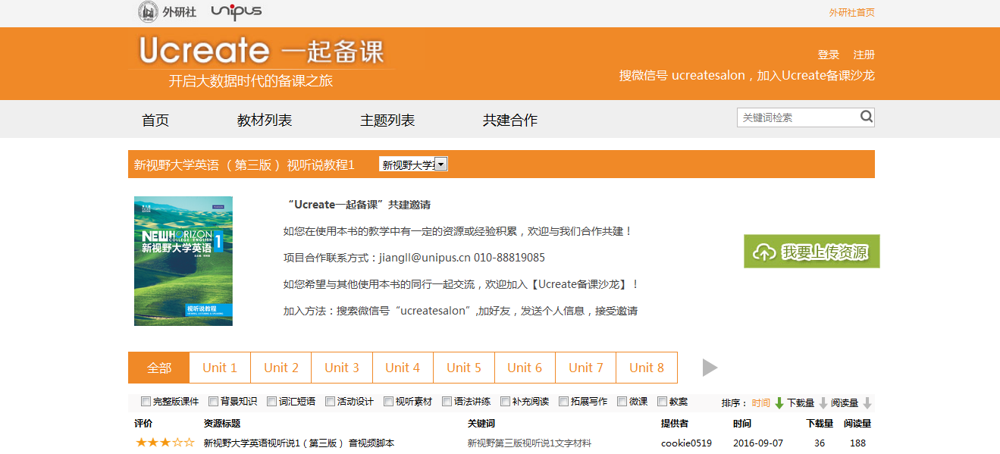 外研社 unipus 外研社首页
Ucreate 一起备课
登录 注册
开启大数据时代的备课之旅
搜微信号 ucreatesalon，加入Ucreate备课沙龙
首页 教材列表 主题列表 共建合作 关键词检索
新视野大学英语 （第三版） 视听说教程1 新视野大学英
“Ucreate一起备课”共建邀请
如您在使用本书的教学中有一定的资源或经验积累，欢迎与我们合作共建！
项目合作联系方式：jiangll@unipus.cn 010-88819085
如您希望与其他使用本书的同行一起交流，欢迎加入【Ucreate备课沙龙】！
加入方法：搜索微信号“ucreatesalon”,加好友，发送个人信息，接受邀请
NEW HORIZON
COLLEGE ENGLISH
新视野大学英语 1
视听说教程
我要上传资源
全部 Unit 1 Unit 2 Unit 3 Unit 4 Unit 5 Unit 6 Unit 7 Unit 8
完整版课件 背景知识 词汇短语 活动设计 视听素材 语法讲练 补充阅读 拓展写作 微课 教案 排序： 时间 下载量 阅读量
评价 资源标题 关键词 提供者 时间 下载量 阅读量
新视野大学英语视听说1（第三版） 音视频脚本 新视野第三版视听说1文字材料 cookie0519 2016-09-07 36 188